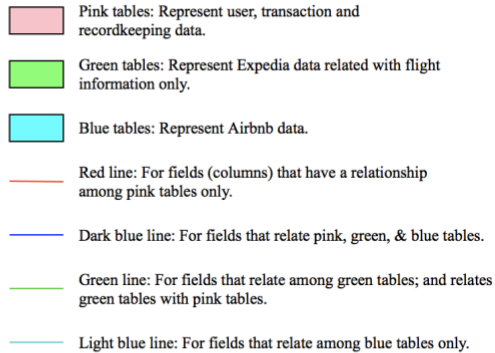 Pink tables: Represent user, transaction and
recordkeeping data.
Green tables: Represent Expedia data related with flight
information only.
Blue tables: Represent Airbnb data.
Red line: For fields (columns) that have a relationship
among pink tables only.
Dark blue line: For fields that relate pink, green, & blue tables.
Green line: For fields that relate among green tables; and relates
green tables with pink tables.
Light blue line: For fields that relate among blue tables only.